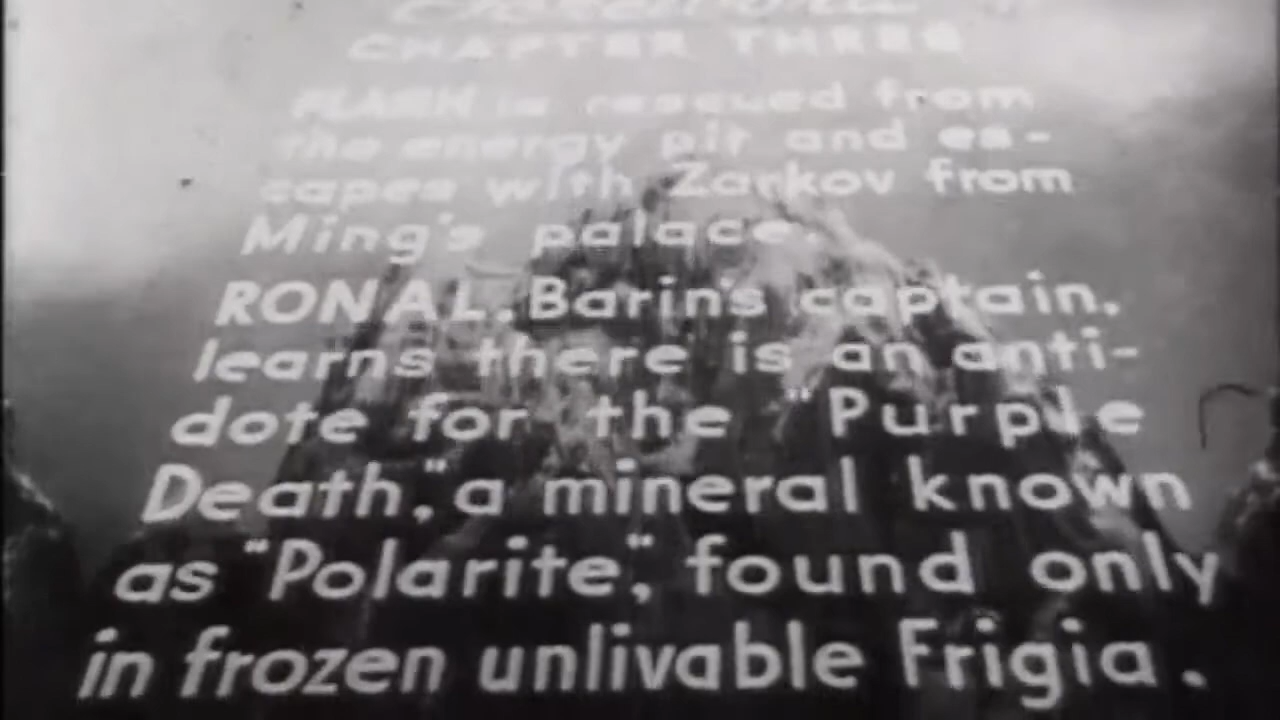 CHAPTER THREE
FLASH is rescued from
the energy pit and es-
capes with Zarkov from
Ming's palace.
RONAL, Barin's captain,
learns there is an anti-
dote for the "Purple
Death," a mineral known
as "Polarite," found only
in frozen unlivable Frigia.